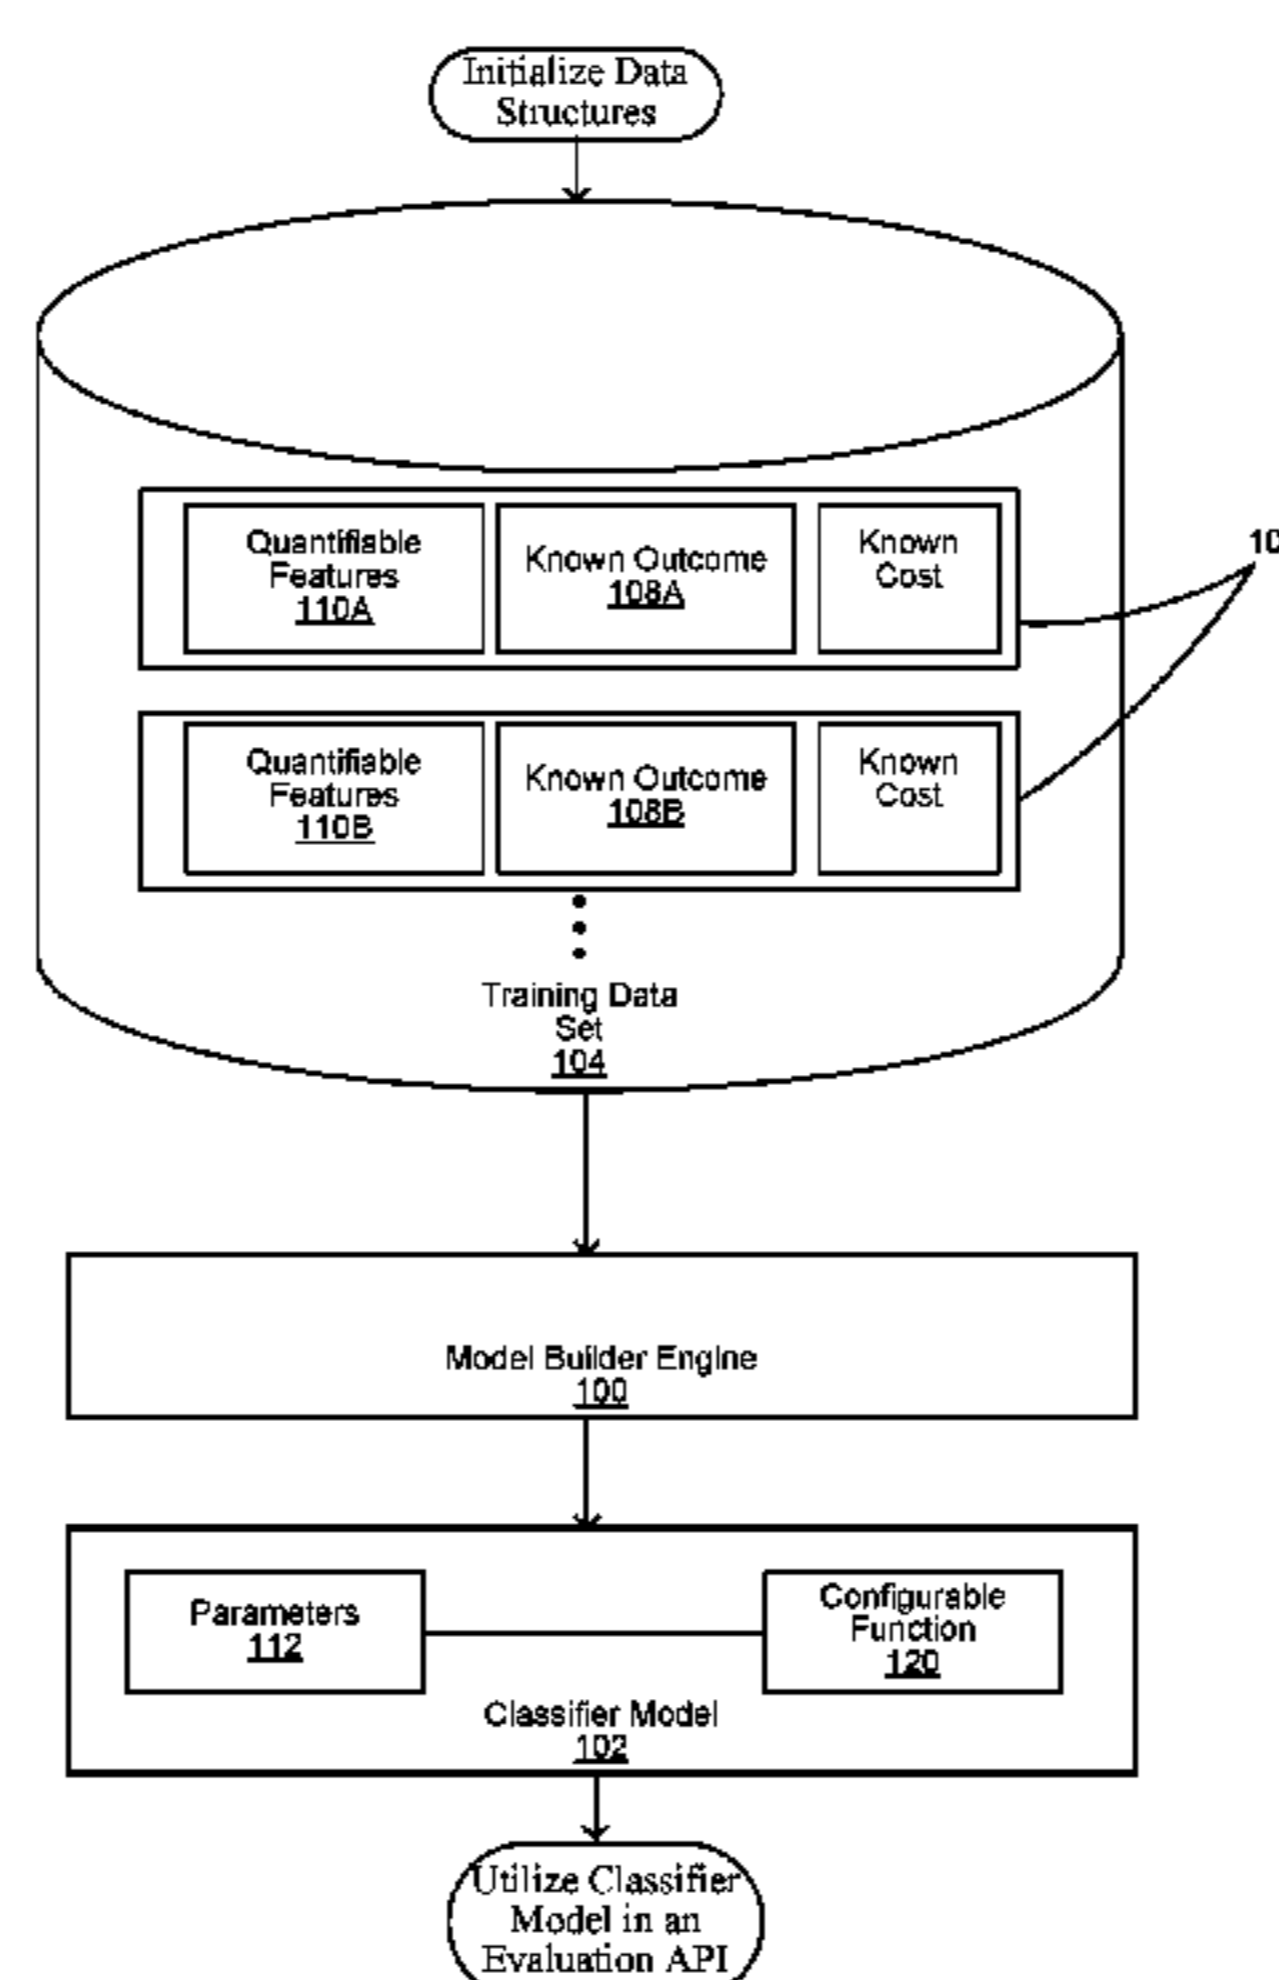 Initialize Data
Structures
Quantifiable
Features
110A
Known Outcome
108A
Known
Cost
10
Quantifiable
Features
110B
Known Outcome
108B
Known
Cost
Training Data
Set
104
Model Builder Engine
100
Parameters
112
Configurable
Function
120
Classifier Model
102
Utilize Classifier
Model in an
Evaluation API